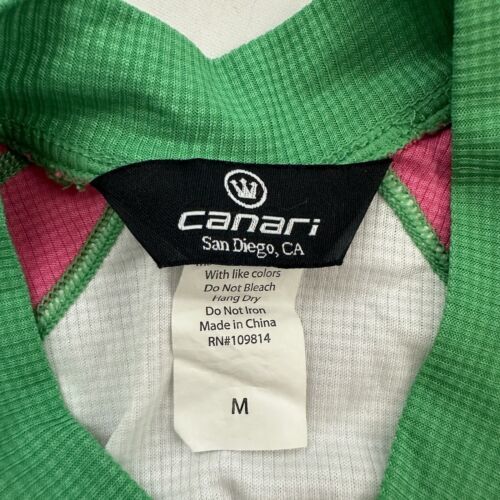 canari
San Diego, CA
With like colors
Do Not Bleach
Hang Dry
Do Not Iron
Made in China
RN#109814
M